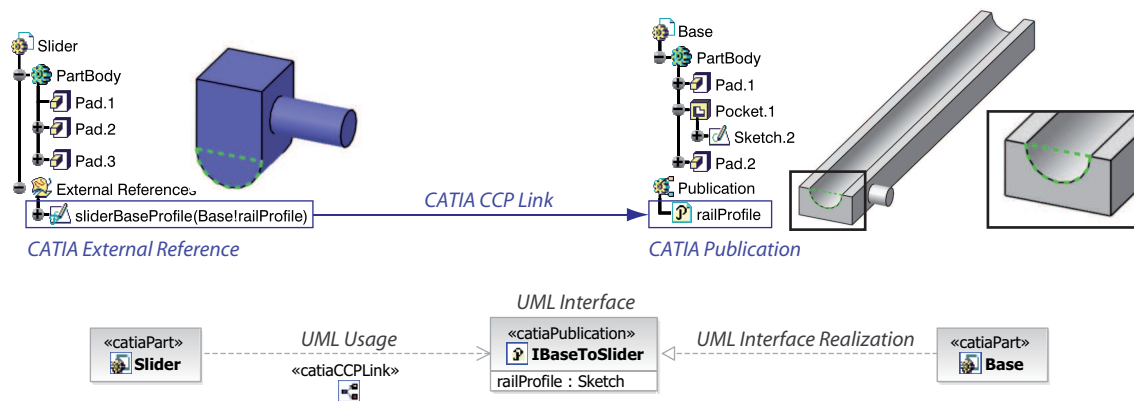 Slider
PartBody
Pad.1
Pad.2
Pad.3
External References
sliderBaseProfile(Base!railProfile)
CATIA External Reference
CATIA CCP Link
Base
PartBody
Pad.1
Pocket.1
Sketch.2
Pad.2
Publication
railProfile
CATIA Publication
UML Interface
«catiaPart»
Slider
UML Usage
«catiaCCPLink»
«catiaPublication»
IBaseToSlider
railProfile : Sketch
UML Interface Realization
«catiaPart»
Base